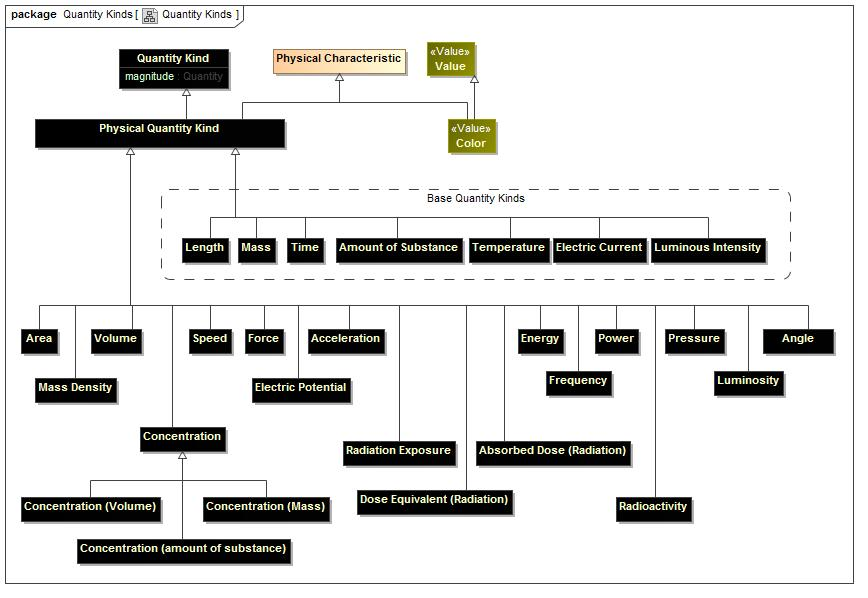 package Quantity Kinds [ Quantity Kinds ]
Quantity Kind
magnitude : Quantity
Physical Characteristic
«Value»
Value
Physical Quantity Kind
«Value»
Color
Base Quantity Kinds
Length
Mass
Time
Amount of Substance
Temperature
Electric Current
Luminous Intensity
Area
Volume
Speed
Force
Acceleration
Energy
Power
Pressure
Angle
Mass Density
Electric Potential
Frequency
Luminosity
Concentration
Radiation Exposure
Absorbed Dose (Radiation)
Concentration (Volume)
Concentration (Mass)
Dose Equivalent (Radiation)
Radioactivity
Concentration (amount of substance)